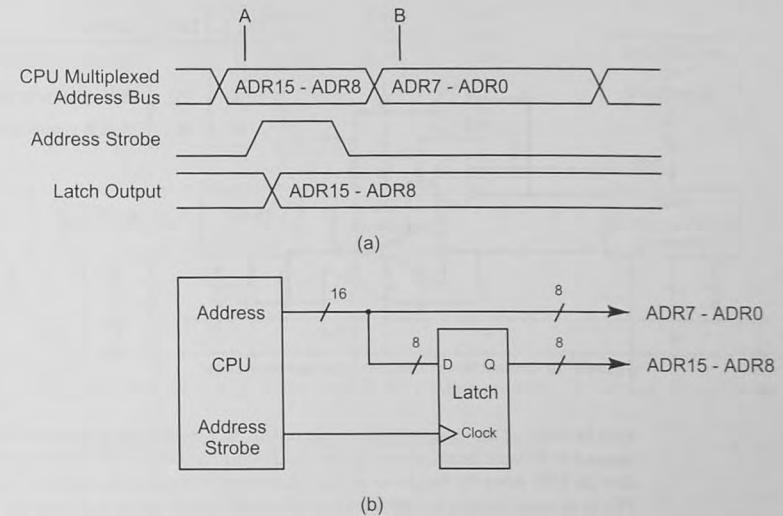 A B
CPU Multiplexed
Address Bus
ADR15 - ADR8 ADR7 - ADR0
Address Strobe
Latch Output ADR15 - ADR8
(a)
16 8
Address ADR7 - ADR0
8 8
CPU D Q ADR15 - ADR8
Latch
Address
Strobe
Clock
(b)